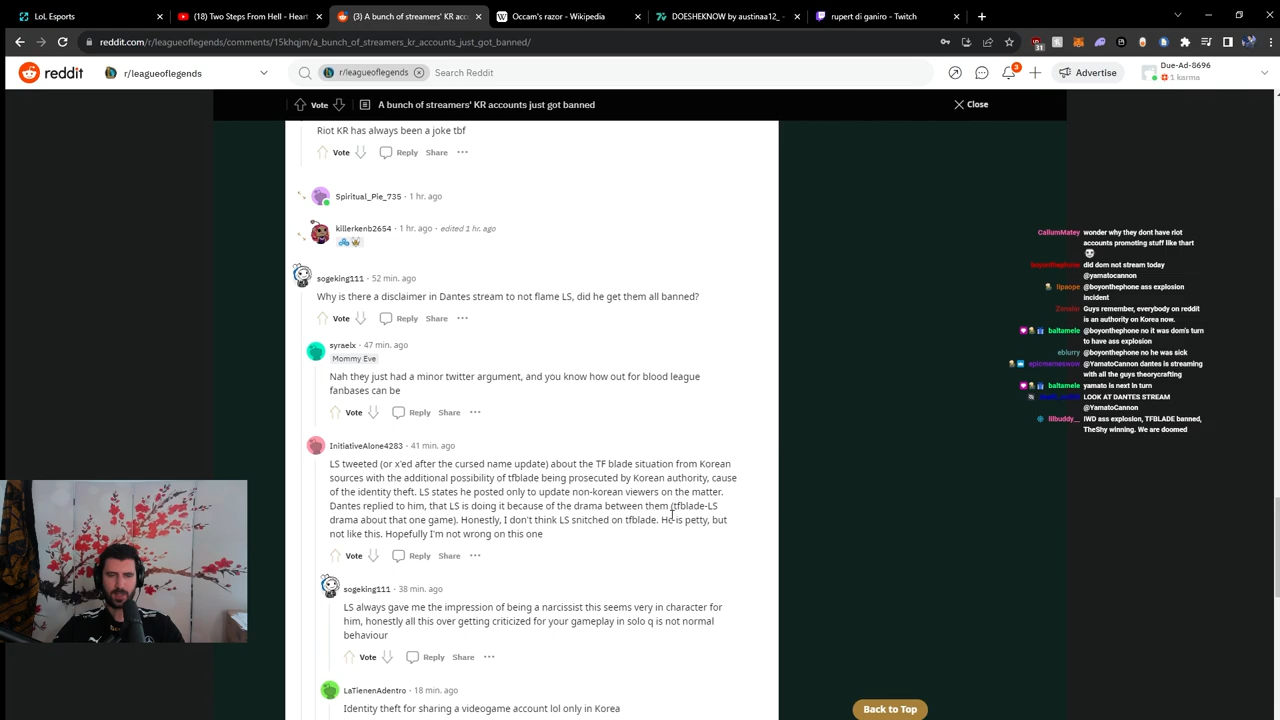 LoL Esports
(18) Two Steps From Hell - Heart
(3) A bunch of streamers' KR acc
Occam's razor - Wikipedia
DOESHEKNOW by austinaa12_ -
rupert di ganiro - Twitch
reddit.com/r/leagueoflegends/comments/15khqjm/a_bunch_of_streamers_kr_accounts_just_got_banned/
31
reddit
r/leagueoflegends
r/leagueoflegends
Search Reddit
3
Advertise
Due-Ad-8696
1 karma
Vote
A bunch of streamers' KR accounts just got banned
Close
Riot KR has always been a joke tbf
Vote
Reply
Share
Spiritual_Pie_735 · 1 hr. ago
killerkenb2654 · 1 hr. ago · edited 1 hr. ago
sogeking111 · 52 min. ago
Why is there a disclaimer in Dantes stream to not flame LS, did he get them all banned?
Vote
Reply
Share
syraelx · 47 min. ago
Mommy Eve
Nah they just had a minor twitter argument, and you know how out for blood league
fanbases can be
Vote
Reply
Share
InitiativeAlone4283 · 41 min. ago
LS tweeted (or x'ed after the cursed name update) about the TF blade situation from Korean
sources with the additional possibility of tfblade being prosecuted by Korean authority, cause
of the identity theft. LS states he posted only to update non-korean viewers on the matter.
Dantes replied to him, that LS is doing it because of the drama between them (tfblade-LS
drama about that one game). Honestly, I don't think LS snitched on tfblade. He is petty, but
not like this. Hopefully I'm not wrong on this one
Vote
Reply
Share
sogeking111 · 38 min. ago
LS always gave me the impression of being a narcissist this seems very in character for
him, honestly all this over getting criticized for your gameplay in solo q is not normal
behaviour
Vote
Reply
Share
LaTienenAdentro · 18 min. ago
Identity theft for sharing a videogame account lol only in Korea
Back to Top
CallumMatey wonder why they dont have riot
accounts promoting stuff like thart
boyonthephone did dom not stream today
@yamatocannon
lipaope @boyonthephone ass explosion
incident
Guys remember, everybody on reddit
is an authority on Korea now.
baltamele @boyonthephone no it was dom's turn
to have ass explosion
eblurry @boyonthephone no he was sick
epicmemeswow @YamatoCannon dantes is streaming
with all the guys theorycrafting
baltamele yamato is next in turn
LOOK AT DANTES STREAM
@YamatoCannon
lilbuddy__ IWD ass explosion, TFBLADE banned,
TheShy winning. We are doomed